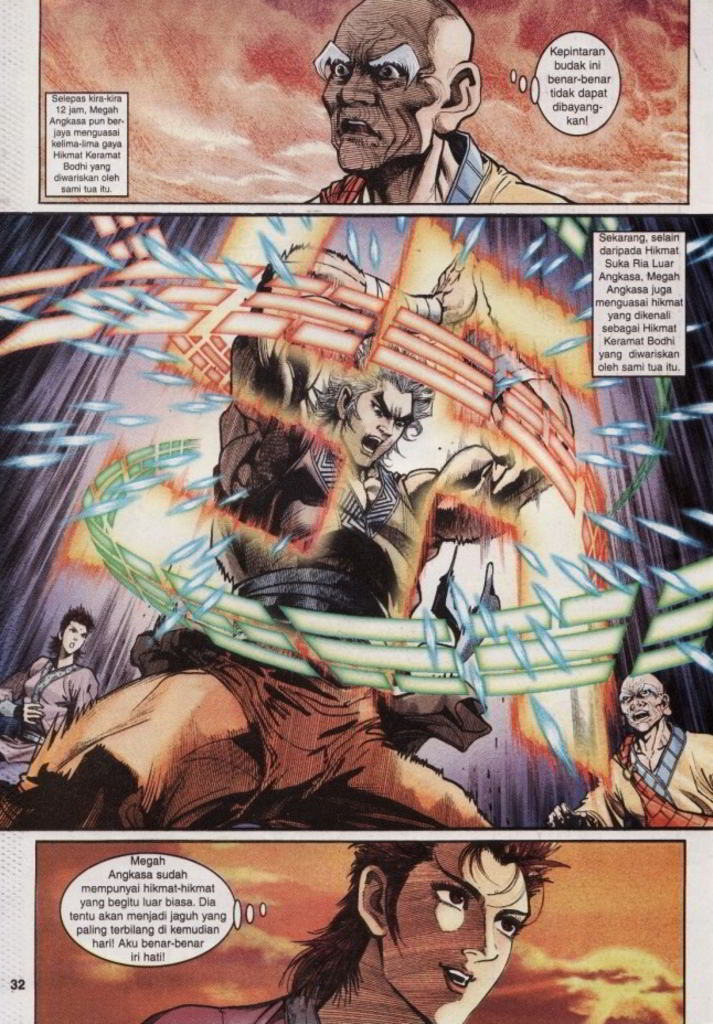 Selepas kira-kira
12 jam, Megah
Angkasa pun ber-
jaya menguasai
kelima-lima gaya
Hikmat Keramat
Bodhi yang
diwariskan oleh
sami tua itu.
Kepintaran
budak ini
benar-benar
tidak dapat
dibayang-
kan!
Sekarang, selain
daripada Hikmat
Suka Ria Luar
Angkasa, Megah
Angkasa juga
menguasai hikmat
yang dikenali
sebagai Hikmat
Keramat Bodhi
yang diwariskan
oleh sami tua itu.
Megah
Angkasa sudah
mempunyai hikmat-hikmat
yang begitu luar biasa. Dia
tentu akan menjadi jaguh yang
paling terbilang di kemudian
hari! Aku benar-benar
iri hati!
32